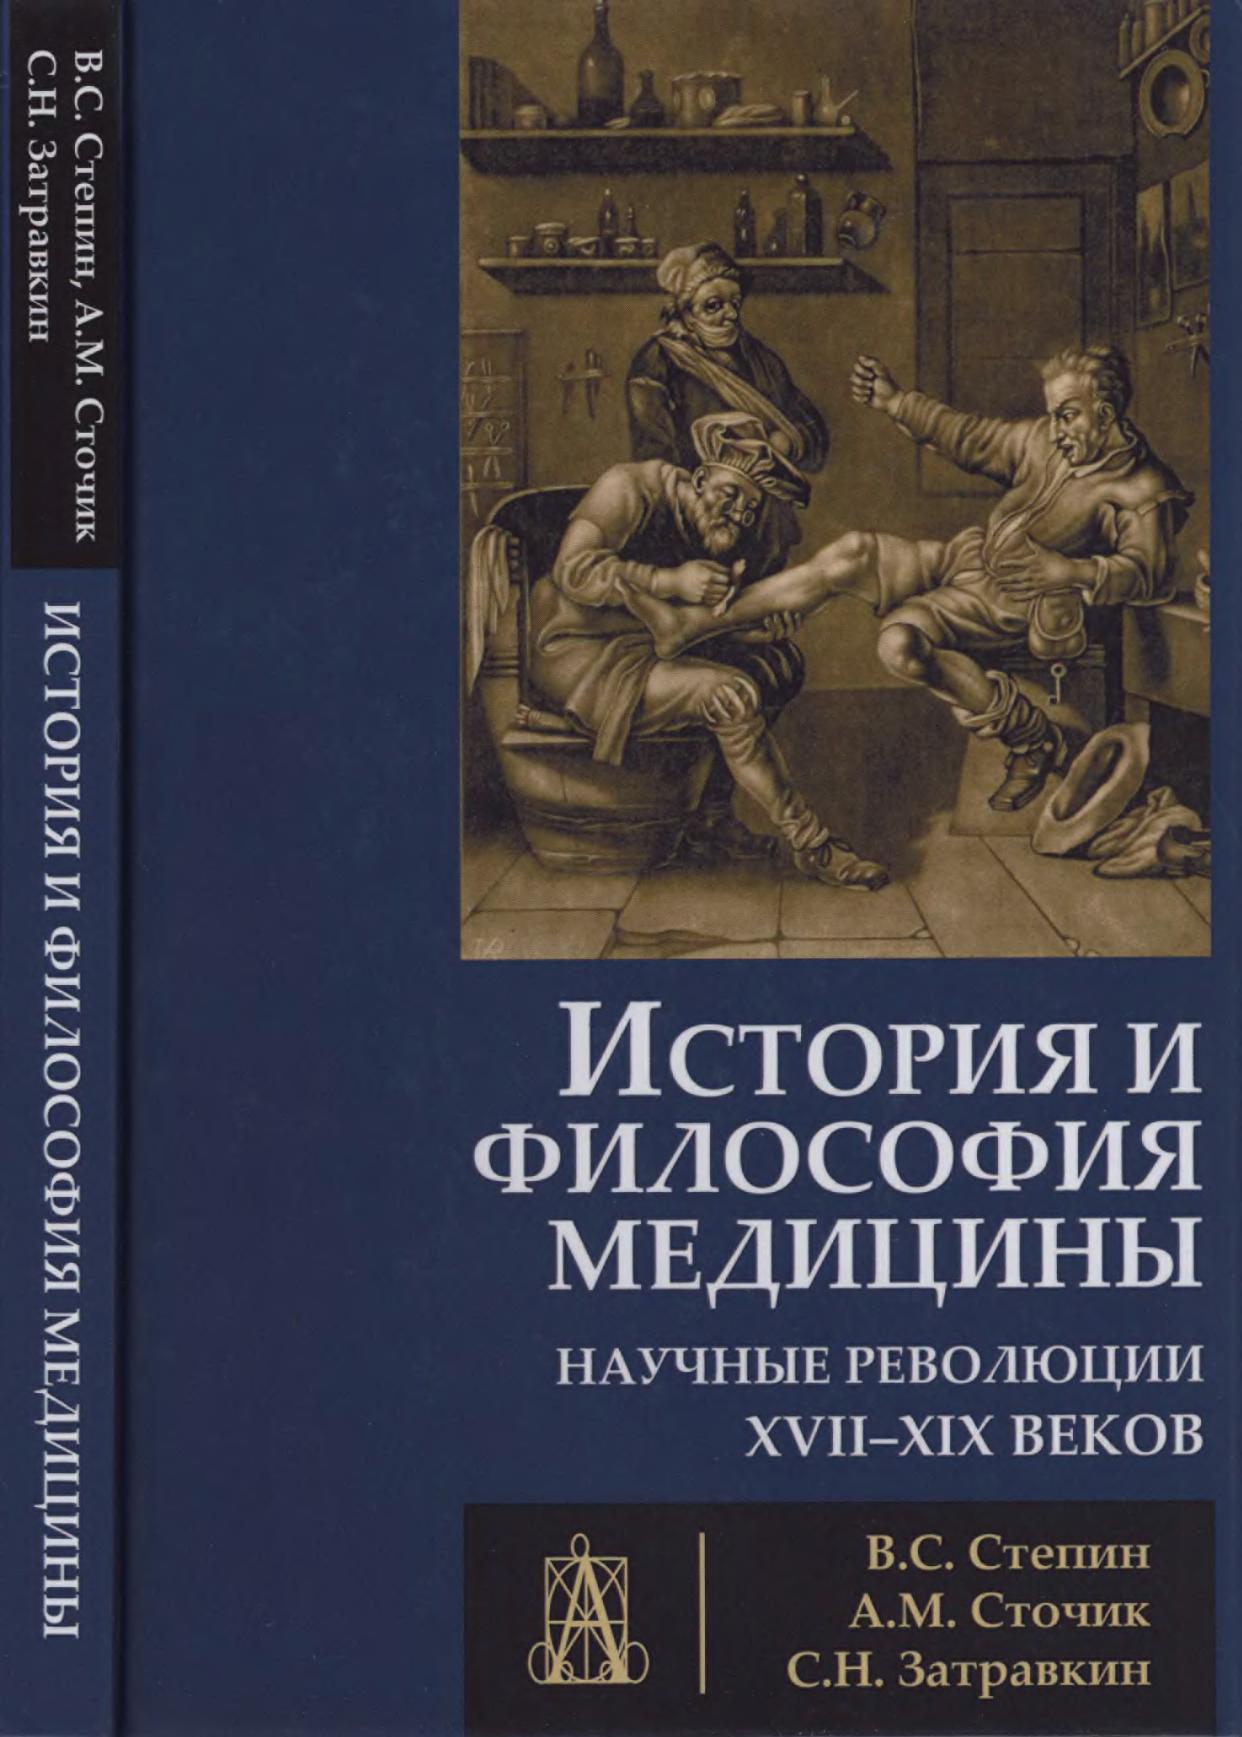 В.С. Степин, А.М. Сточик
С.Н. Затравкин
ИСТОРИЯ И ФИЛОСОФИЯ МЕДИЦИНЫ
ИСТОРИЯ И
ФИЛОСОФИЯ
МЕДИЦИНЫ
НАУЧНЫЕ РЕВОЛЮЦИИ
XVII–XIX ВЕКОВ
В.С. Степин
А.М. Сточик
С.Н. Затравкин